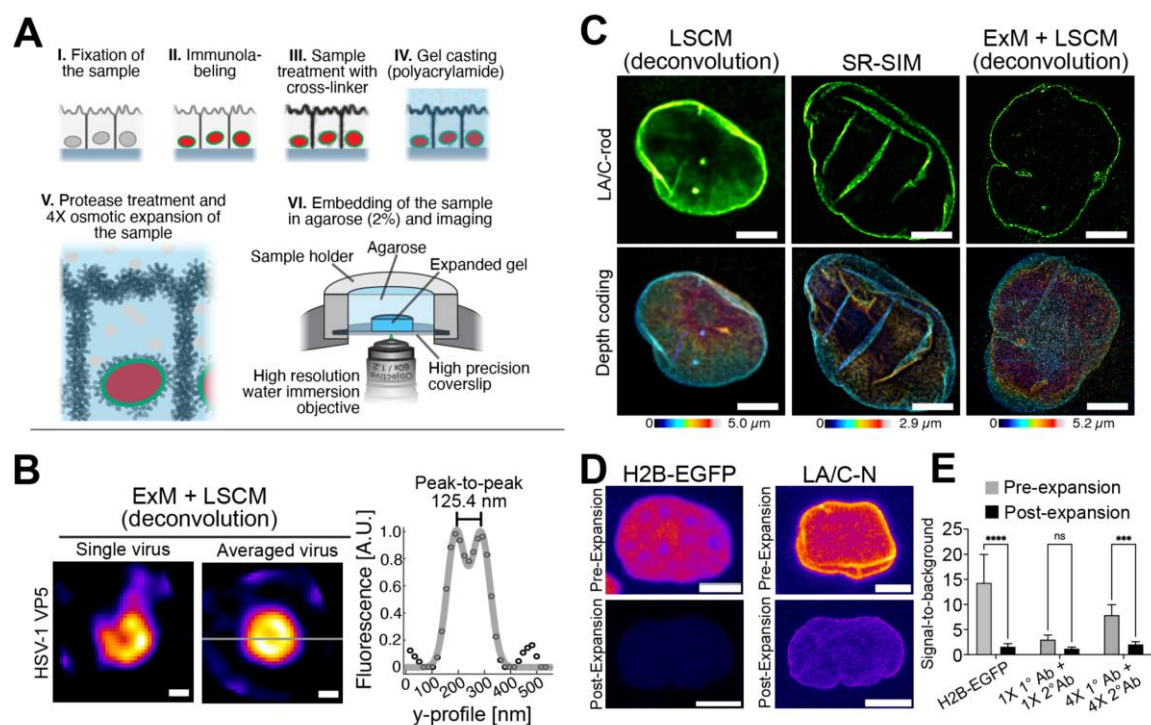 A
I. Fixation of
the sample
II. Immunola-
beling
III. Sample
treatment with
cross-linker
IV. Gel casting
(polyacrylamide)
V. Protease treatment and
4X osmotic expansion of
the sample
VI. Embedding of the sample
in agarose (2%) and imaging
Agarose
Sample holder
Expanded gel
Objective
60x / 1.2
High resolution
water immersion
objective
High precision
coverslip
B
ExM + LSCM
(deconvolution)
Single virus
Averaged virus
HSV-1 VP5
Peak-to-peak
125.4 nm
Fluorescence [A.U.]
1.0
0.8
0.6
0.4
0.2
0
0
100
200
300
400
500
y-profile [nm]
C
LSCM
(deconvolution)
SR-SIM
ExM + LSCM
(deconvolution)
LA/C-rod
Depth coding
0 5.0 µm
0 2.9 µm
0 5.2 µm
D
H2B-EGFP
LA/C-N
Pre-Expansion
Pre-Expansion
Post-Expansion
Post-Expansion
E
Pre-expansion
Post-expansion
Signal-to-background
25
20
15
10
5
0
****
ns
***
H2B-EGFP
1X 1° Ab +
1X 2°Ab
4X 1° Ab +
4X 2°Ab